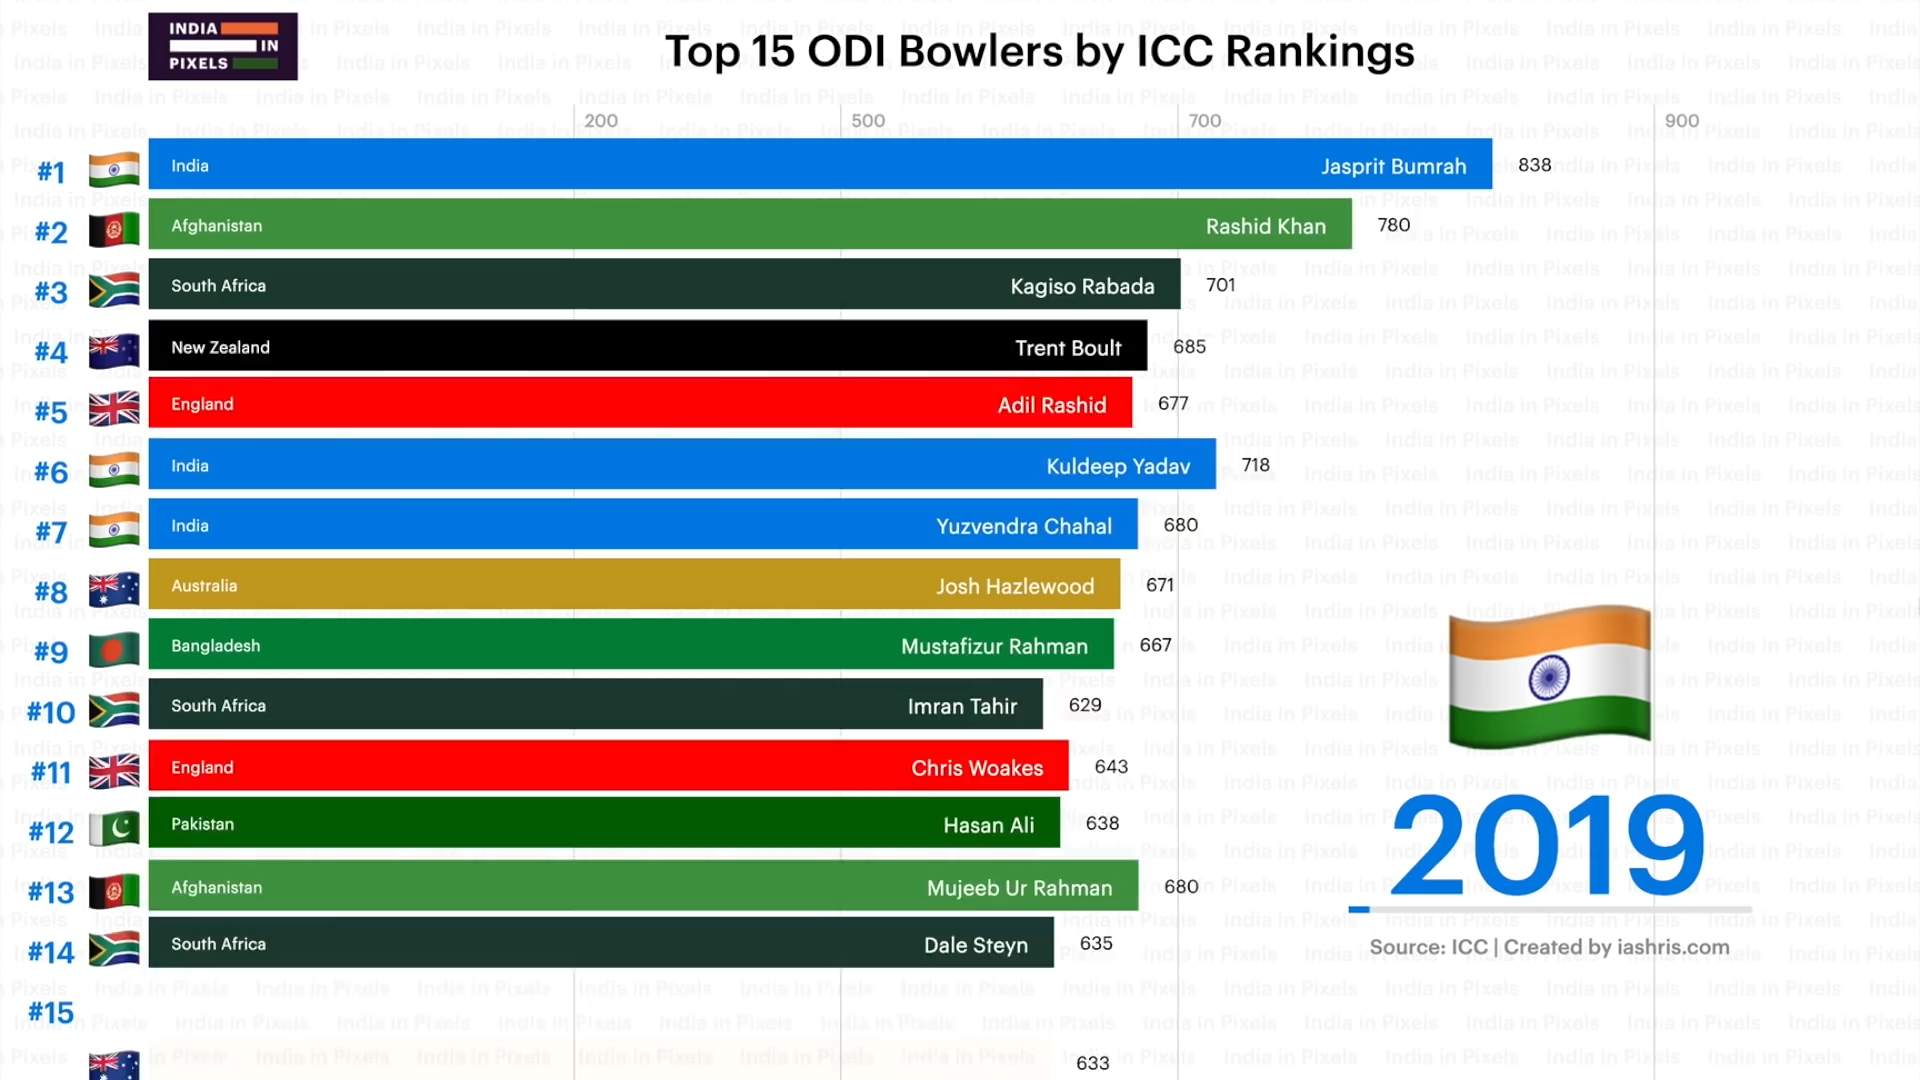 INDIA
IN
PIXELS
Top 15 ODI Bowlers by ICC Rankings
200 500 700 900
#1 India Jasprit Bumrah 838
#2 Afghanistan Rashid Khan 780
#3 South Africa Kagiso Rabada 701
#4 New Zealand Trent Boult 685
#5 England Adil Rashid 677
#6 India Kuldeep Yadav 718
#7 India Yuzvendra Chahal 680
#8 Australia Josh Hazlewood 671
#9 Bangladesh Mustafizur Rahman 667
#10 South Africa Imran Tahir 629
#11 England Chris Woakes 643
#12 Pakistan Hasan Ali 638
#13 Afghanistan Mujeeb Ur Rahman 680
#14 South Africa Dale Steyn 635
#15
633
2019
Source: ICC | Created by iashris.com
India in Pixels